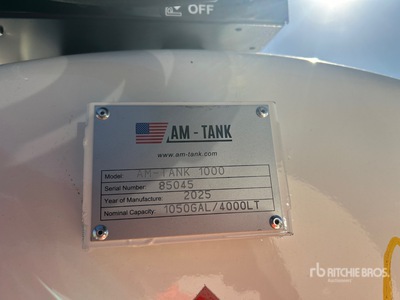 OFF
AM - TANK
www.am-tank.com
Model: AM-TANK 1000
Serial Number: 85045
Year of Manufacture: 2025
Nominal Capacity: 1050GAL/4000LT
rb RITCHIE BROS.